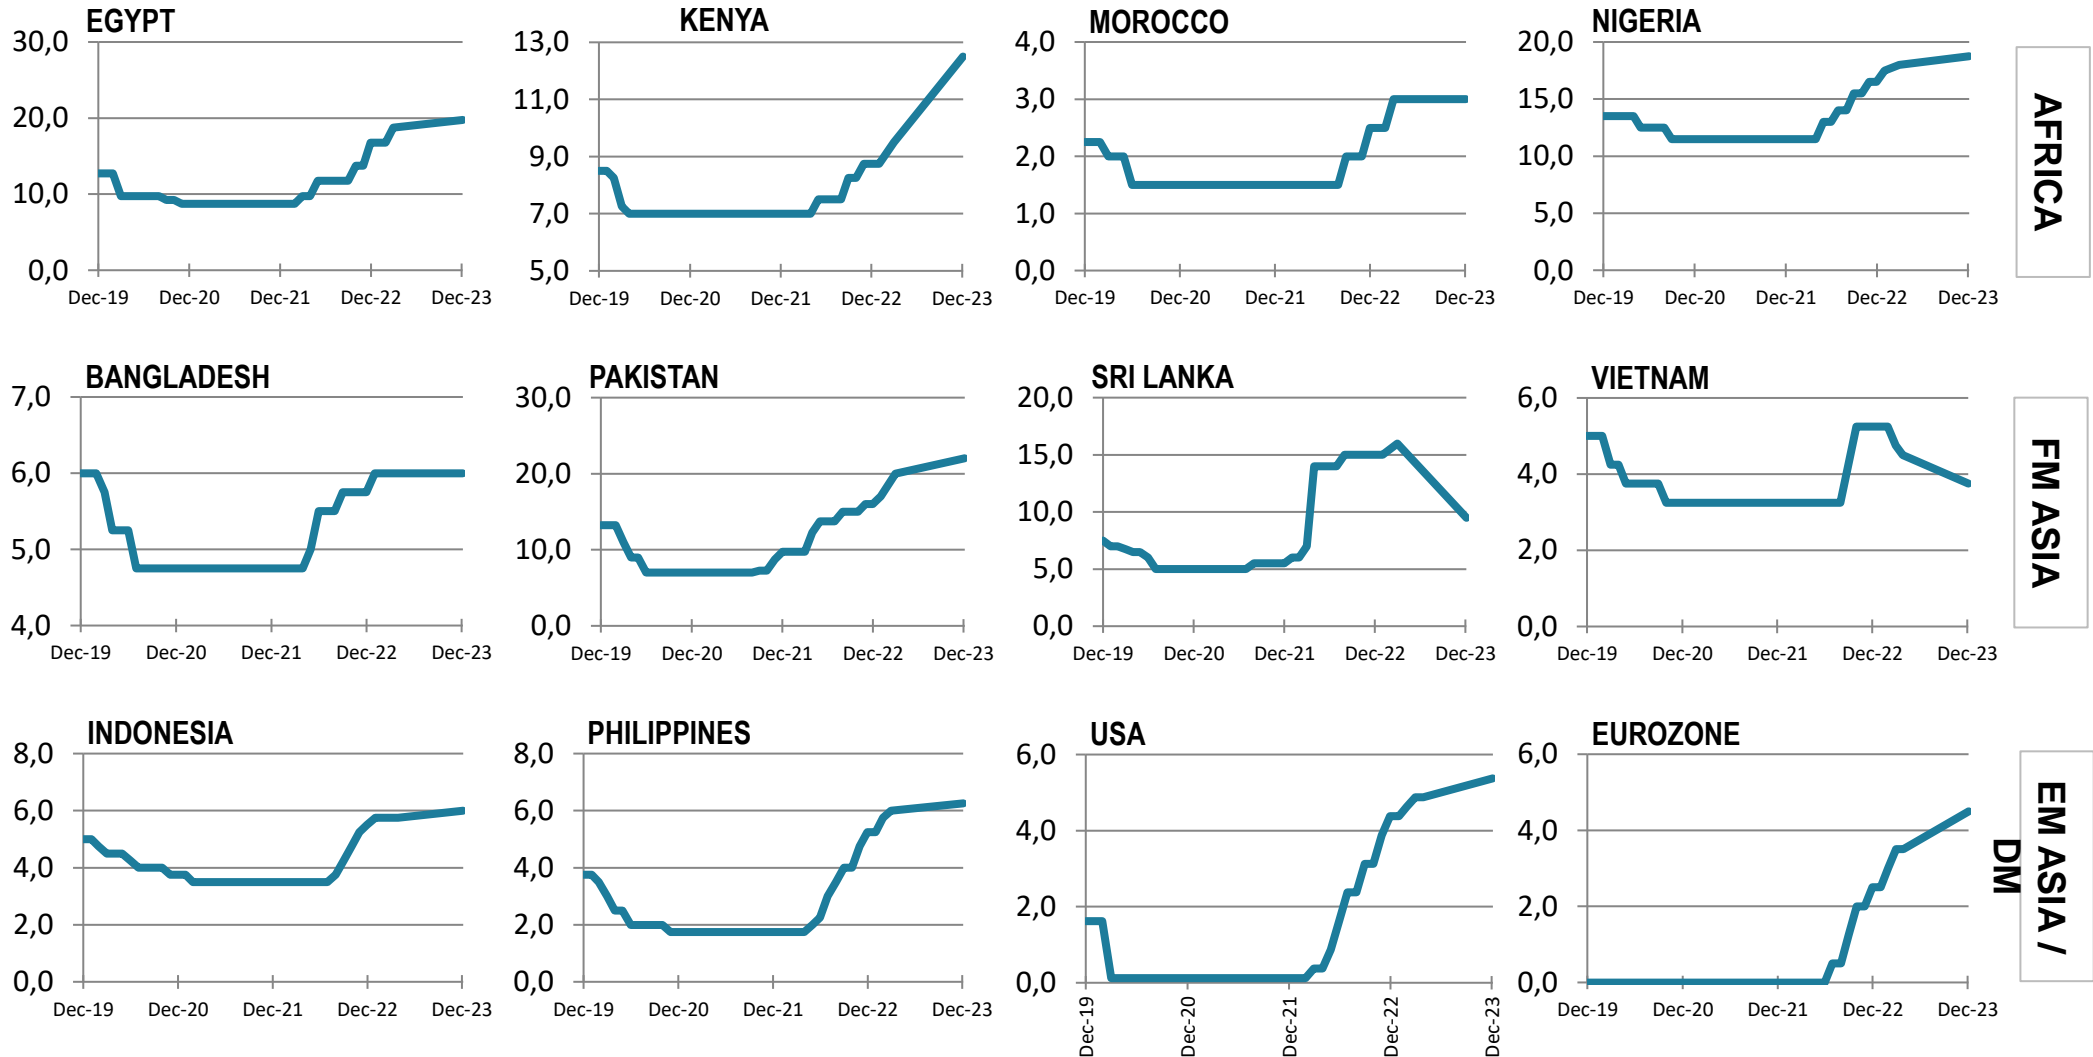 EGYPT
30,0
20,0
10,0
0,0
Dec-19 Dec-20 Dec-21 Dec-22 Dec-23
KENYA
13,0
11,0
9,0
7,0
5,0
Dec-19 Dec-20 Dec-21 Dec-22 Dec-23
MOROCCO
4,0
3,0
2,0
1,0
0,0
Dec-19 Dec-20 Dec-21 Dec-22 Dec-23
NIGERIA
20,0
15,0
10,0
5,0
0,0
Dec-19 Dec-20 Dec-21 Dec-22 Dec-23
AFRICA
BANGLADESH
7,0
6,0
5,0
4,0
Dec-19 Dec-20 Dec-21 Dec-22 Dec-23
PAKISTAN
30,0
20,0
10,0
0,0
Dec-19 Dec-20 Dec-21 Dec-22 Dec-23
SRI LANKA
20,0
15,0
10,0
5,0
0,0
Dec-19 Dec-20 Dec-21 Dec-22 Dec-23
VIETNAM
6,0
4,0
2,0
0,0
Dec-19 Dec-20 Dec-21 Dec-22 Dec-23
FM ASIA
INDONESIA
8,0
6,0
4,0
2,0
0,0
Dec-19 Dec-20 Dec-21 Dec-22 Dec-23
PHILIPPINES
8,0
6,0
4,0
2,0
0,0
Dec-19 Dec-20 Dec-21 Dec-22 Dec-23
USA
6,0
4,0
2,0
0,0
Dec-19 Dec-20 Dec-21 Dec-22 Dec-23
EUROZONE
6,0
4,0
2,0
0,0
Dec-19 Dec-20 Dec-21 Dec-22 Dec-23
EM ASIA /
DM